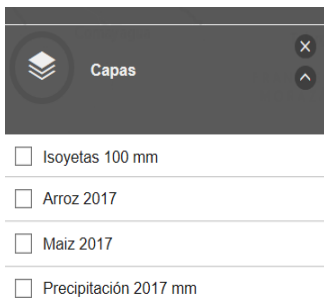 Capas
Isoyetas 100 mm
Arroz 2017
Maiz 2017
Precipitación 2017 mm